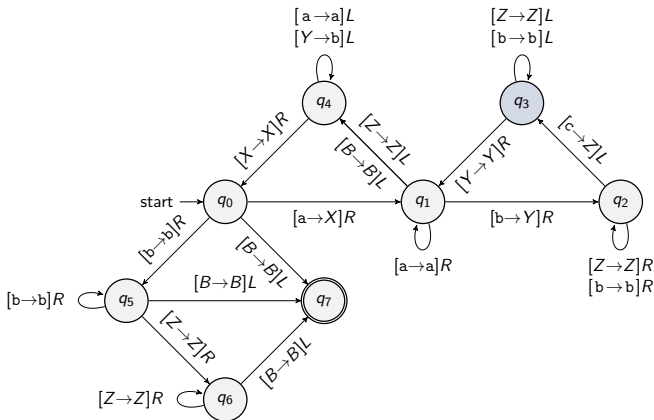 [a→a]L
[Y→b]L
[Z→Z]L
[b→b]L
q4
q3
[X→X]R
[Z→Z]L
[B→B]L
[Y→Y]R
[c→Z]L
start
q0
[a→X]R
q1
[b→Y]R
q2
[b→b]R
[B→B]L
[a→a]R
[Z→Z]R
[b→b]R
[b→b]R
q5
[B→B]L
q7
[Z→Z]R
[B→B]L
[Z→Z]R
q6